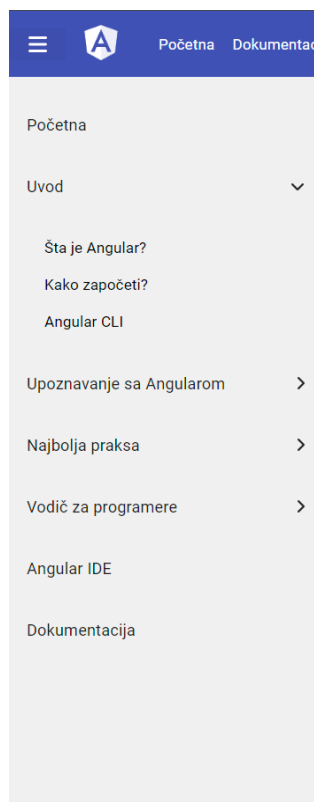 Početna Dokumentac
Početna
Uvod
Šta je Angular?
Kako započeti?
Angular CLI
Upoznavanje sa Angularom
Najbolja praksa
Vodič za programere
Angular IDE
Dokumentacija